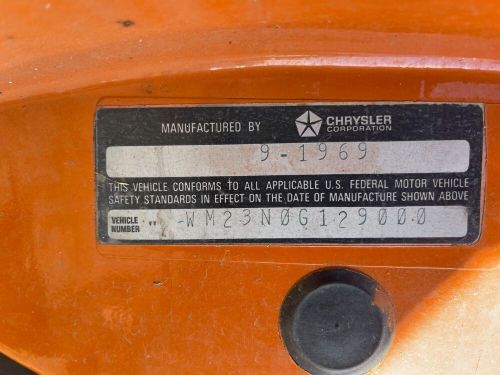 MANUFACTURED BY CHRYSLER CORPORATION
9-1969
THIS VEHICLE CONFORMS TO ALL APPLICABLE U.S. FEDERAL MOTOR VEHICLE
SAFETY STANDARDS IN EFFECT ON THE DATE OF MANUFACTURE SHOWN ABOVE
VEHICLE NUMBER WM23N0G129000